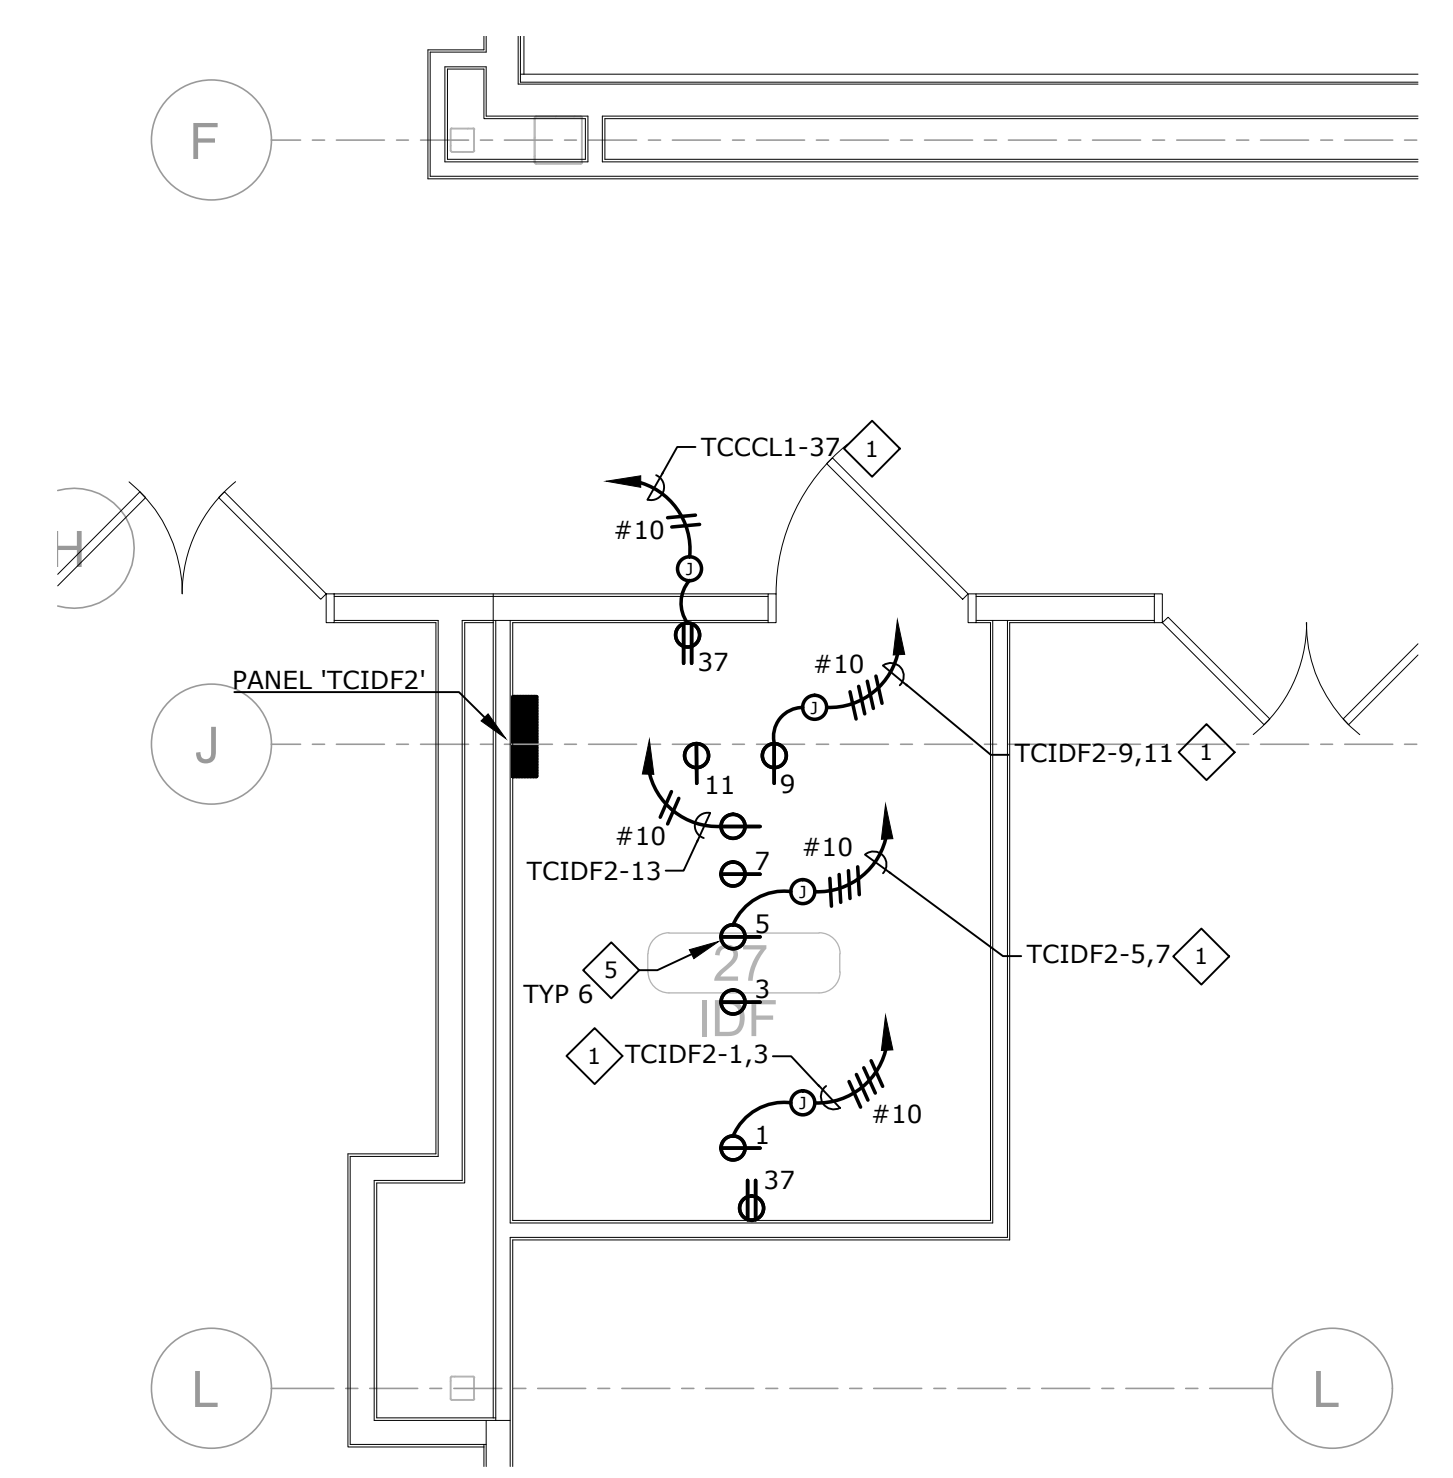 F
TCCCL1-37
1
#10
J
H
37
#10
PANEL 'TCIDF2'
J
J
TCIDF2-9,11
1
11
9
#10
#10
TCIDF2-13
7
J
5
5
27
TCIDF2-5,7
1
TYP 6
3
IDF
1
TCIDF2-1,3
J
#10
1
37
L
L